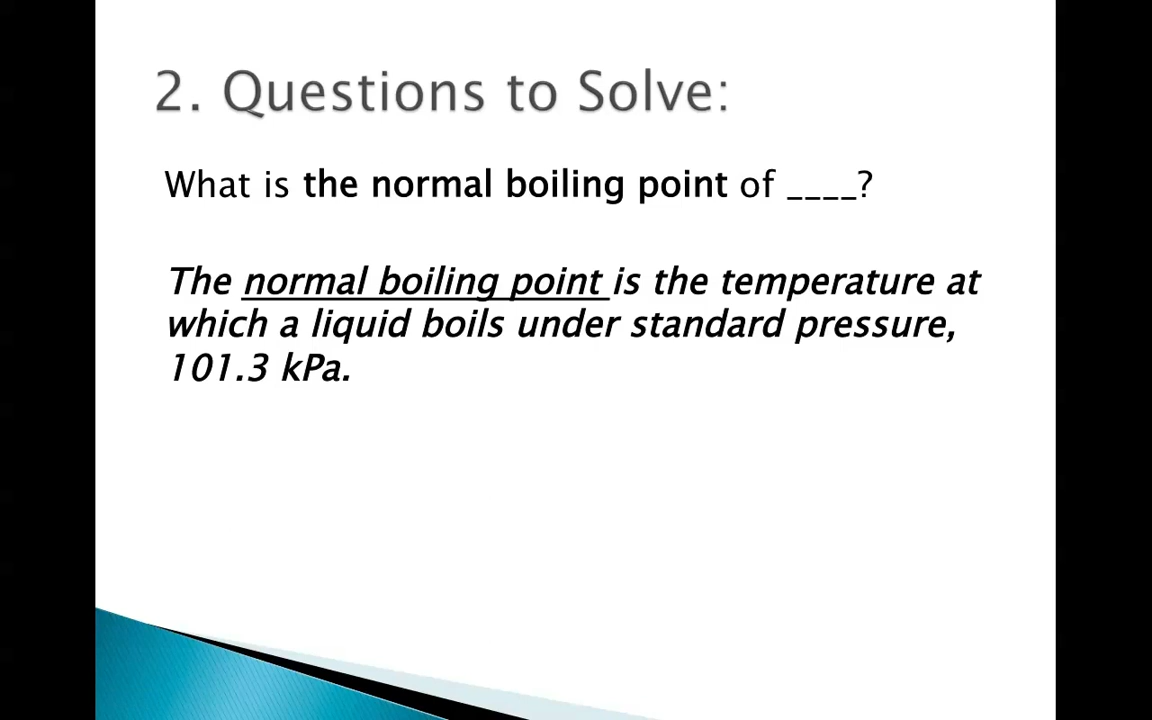 2. Questions to Solve:
What is the normal boiling point of ____?
The normal boiling point is the temperature at
which a liquid boils under standard pressure,
101.3 kPa.